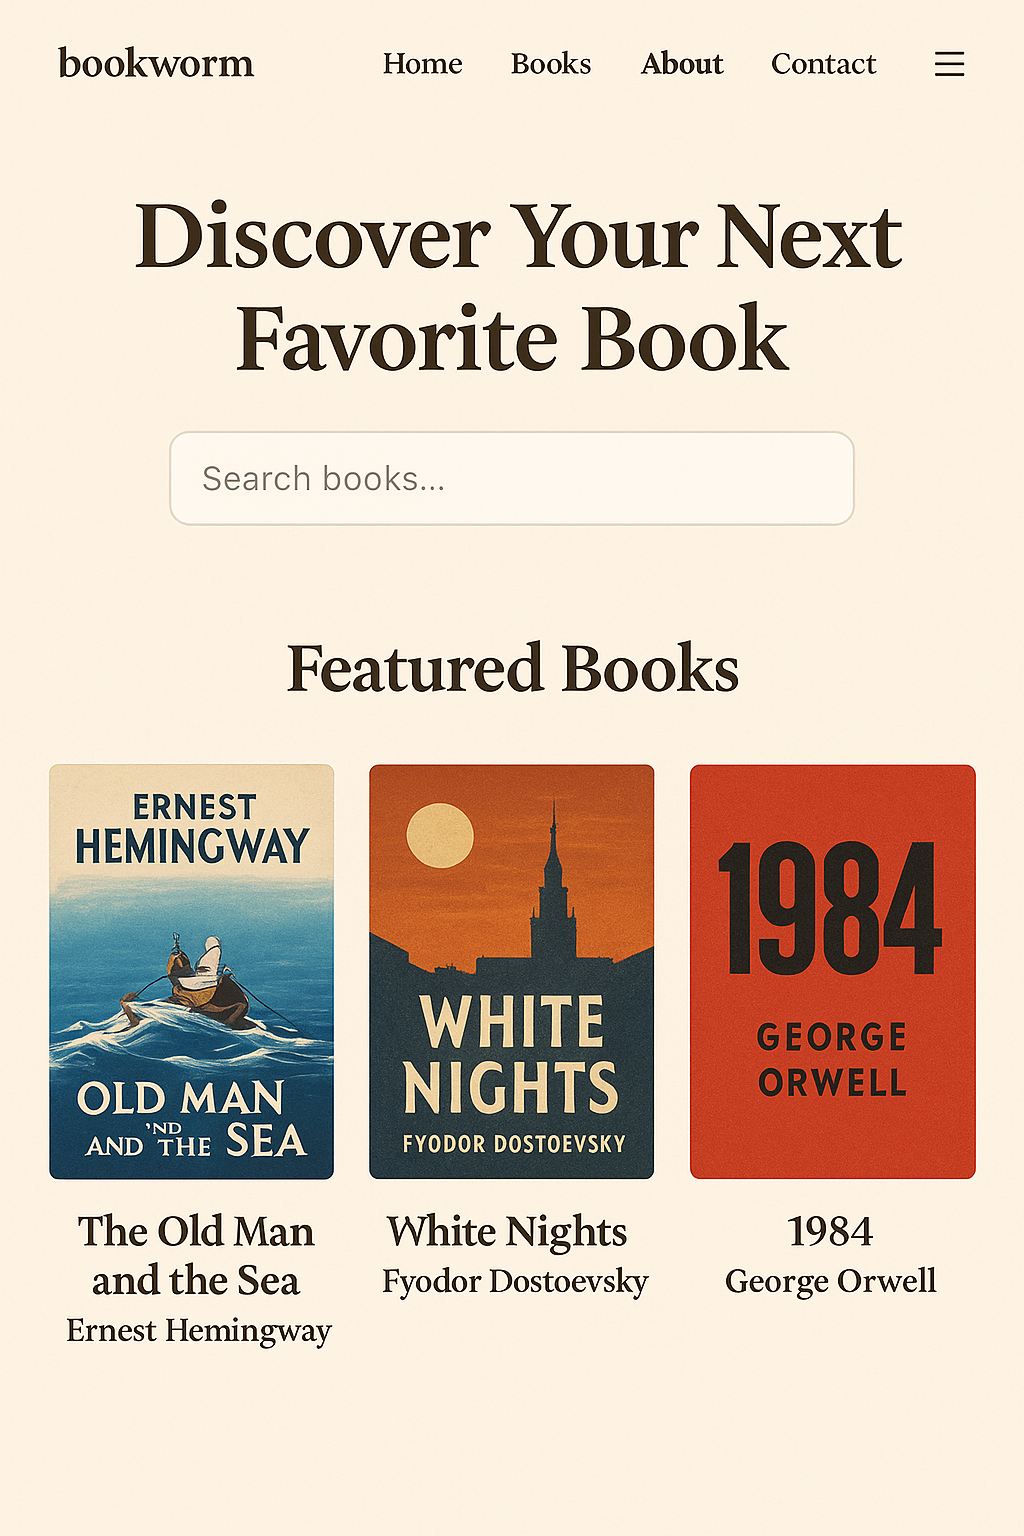 bookworm Home Books About Contact
Discover Your Next
Favorite Book
Search books...
Featured Books
ERNEST
HEMINGWAY
OLD MAN
'ND
AND THE SEA
WHITE
NIGHTS
FYODOR DOSTOEVSKY
1984
GEORGE
ORWELL
The Old Man
and the Sea
Ernest Hemingway
White Nights
Fyodor Dostoevsky
1984
George Orwell